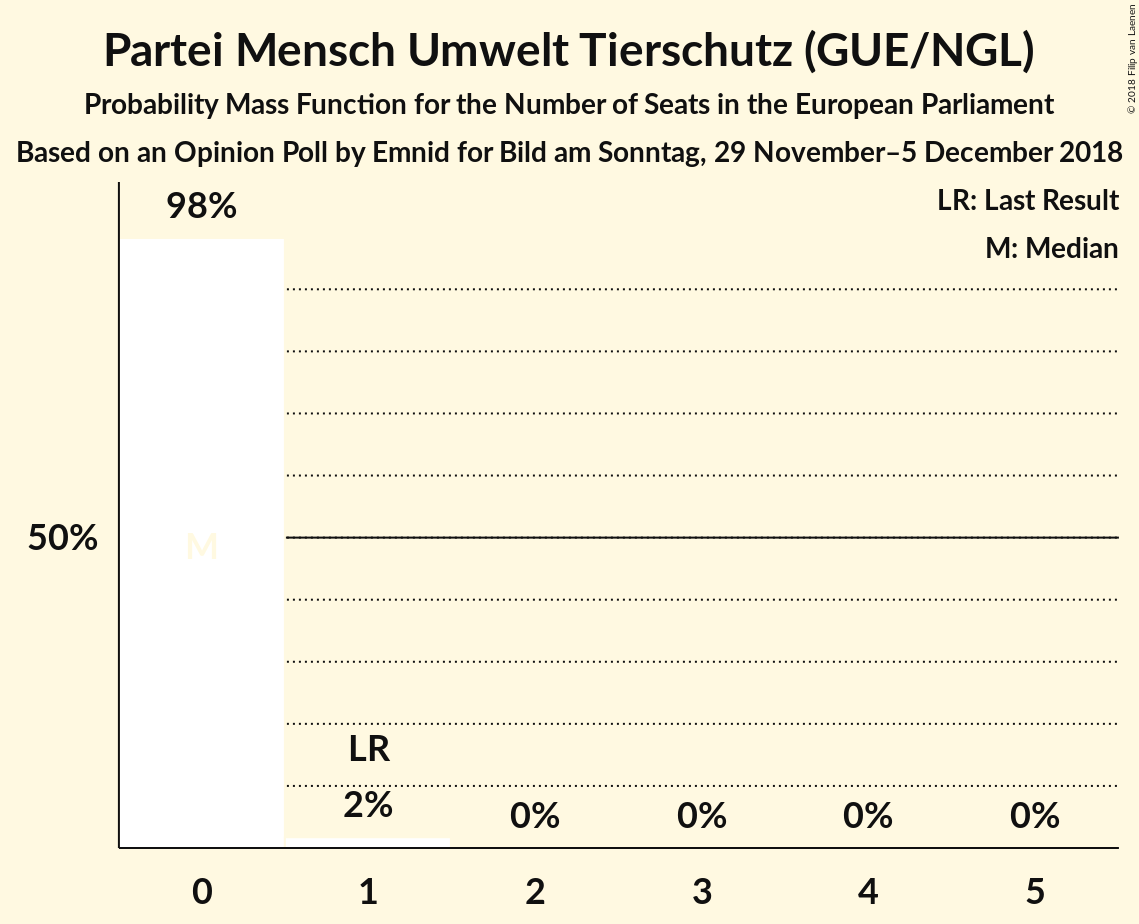 Partei Mensch Umwelt Tierschutz (GUE/NGL)
Probability Mass Function for the Number of Seats in the European Parliament
Based on an Opinion Poll by Emnid for Bild am Sonntag, 29 November–5 December 2018
© 2018 Filip van Laenen
LR: Last Result
M: Median
98%
50%
M
LR
2%
0%
0%
0%
0%
0
1
2
3
4
5